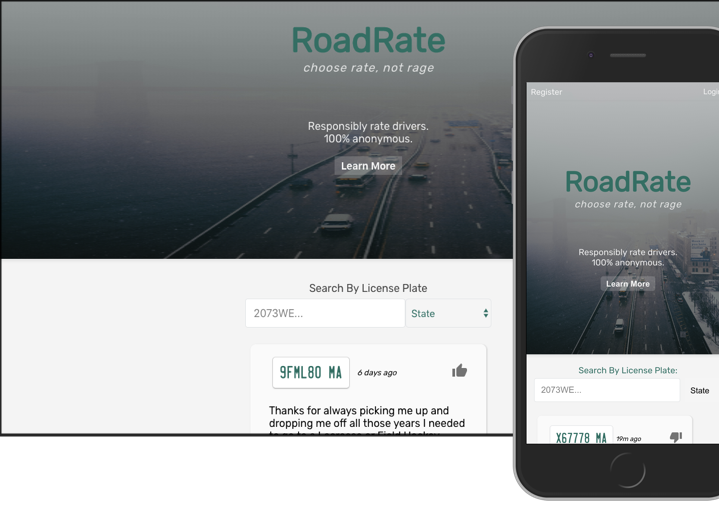 RoadRate
choose rate, not rage
Responsibly rate drivers.
100% anonymous.
Learn More
Search By License Plate
2073WE...
State
9FML80 MA
6 days ago
Thanks for always picking me up and
dropping me off all those years I needed
Register
RoadRate
choose rate, not rage
Responsibly rate drivers.
100% anonymous.
Learn More
Search By License Plate:
2073WE...
State
X67778 MA
19m ago